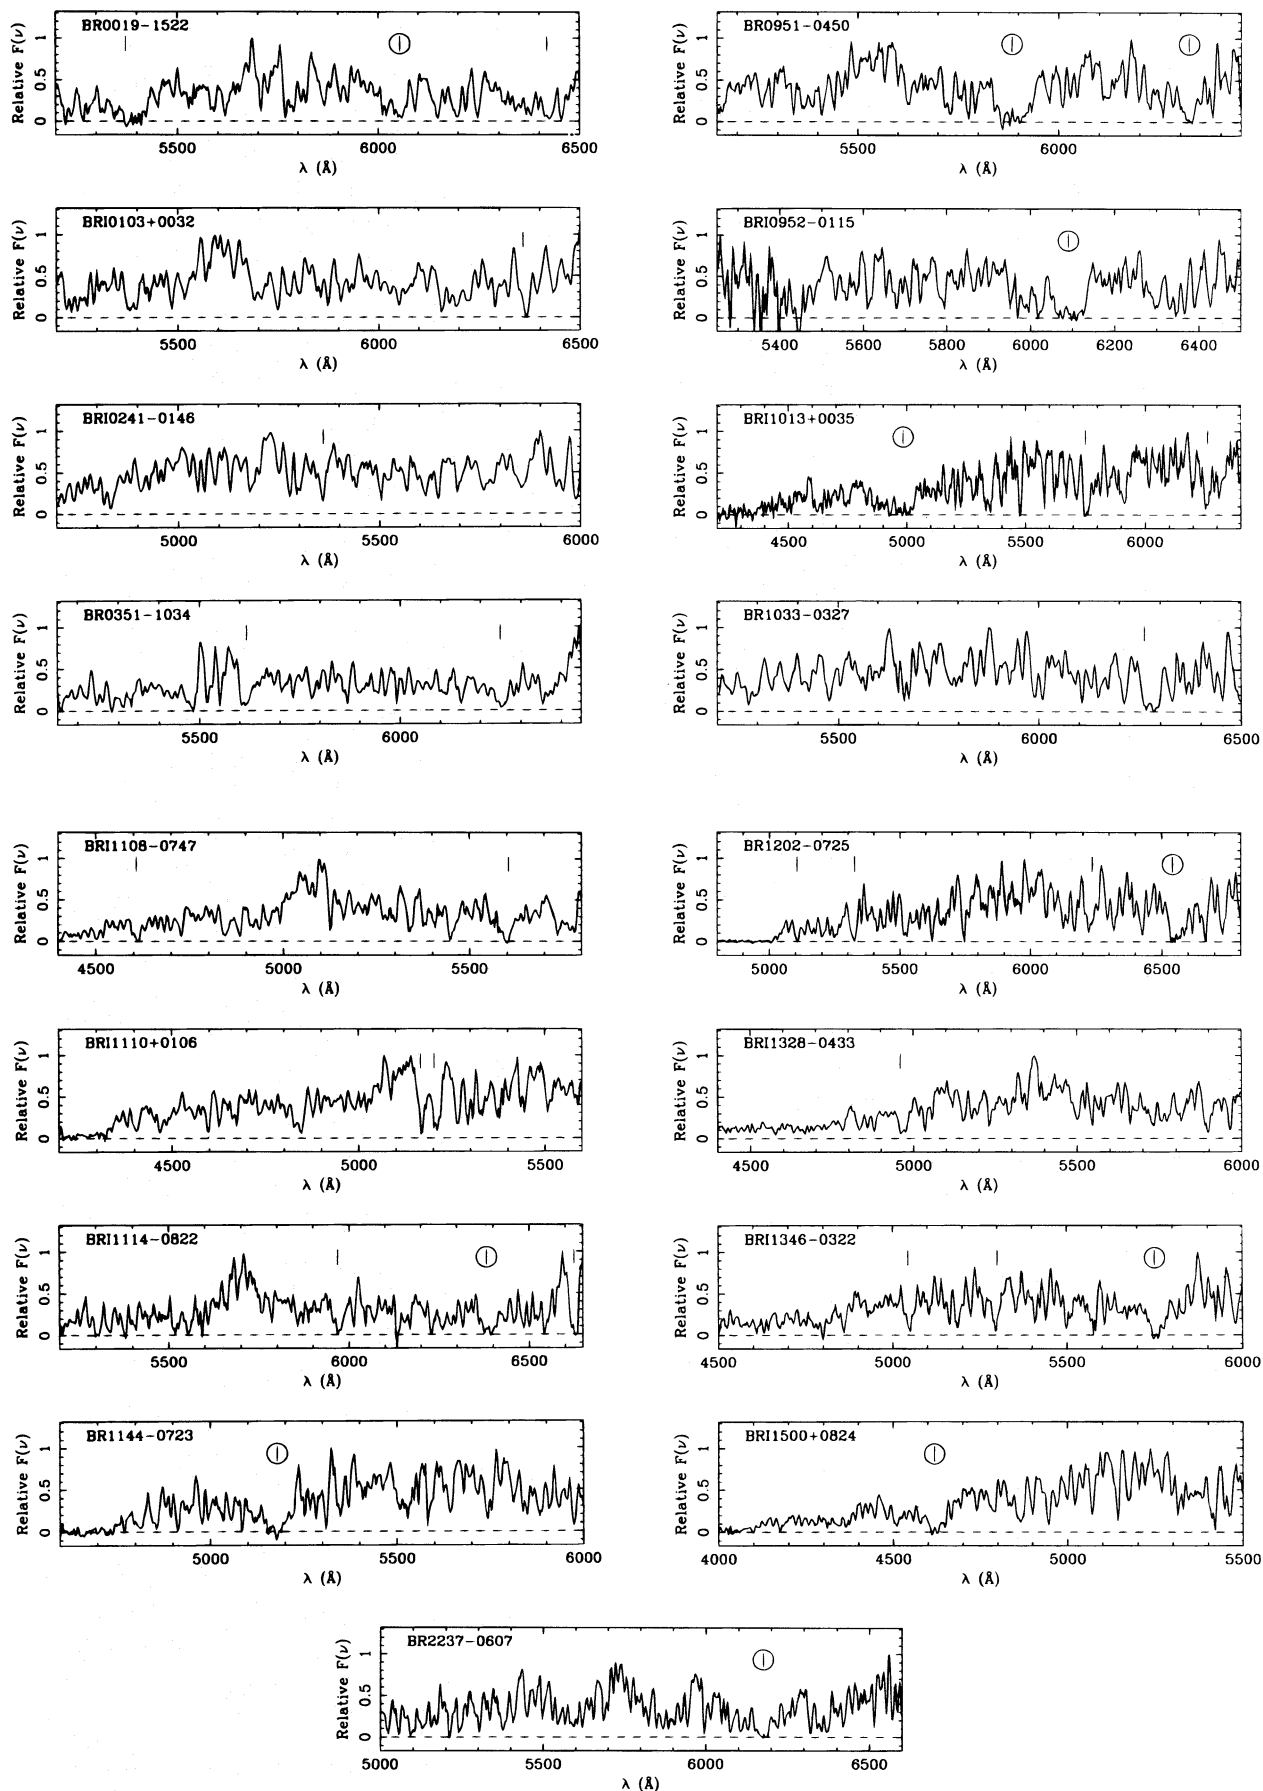 BR0019-1522
Relative F(ν)
1
0.5
0
5500 6000 6500
λ (Å)
BR0951-0450
Relative F(ν)
1
0.5
0
5500 6000
λ (Å)
BRI0103+0032
Relative F(ν)
1
0.5
0
5500 6000 6500
λ (Å)
BRI0952-0115
Relative F(ν)
1
0.5
0
5400 5600 5800 6000 6200 6400
λ (Å)
BRI0241-0146
Relative F(ν)
1
0.5
0
5000 5500 6000
λ (Å)
BRI1013+0035
Relative F(ν)
1
0.5
0
4500 5000 5500 6000
λ (Å)
BR0351-1034
Relative F(ν)
1
0.5
0
5500 6000
λ (Å)
BR1033-0327
Relative F(ν)
1
0.5
0
5500 6000 6500
λ (Å)
BRI1108-0747
Relative F(ν)
1
0.5
0
4500 5000 5500
λ (Å)
BR1202-0725
Relative F(ν)
1
0.5
0
5000 5500 6000 6500
λ (Å)
BRI1110+0106
Relative F(ν)
1
0.5
0
4500 5000 5500
λ (Å)
BRI1328-0433
Relative F(ν)
1
0.5
0
4500 5000 5500 6000
λ (Å)
BRI1114-0822
Relative F(ν)
1
0.5
0
5500 6000 6500
λ (Å)
BRI1346-0322
Relative F(ν)
1
0.5
0
4500 5000 5500 6000
λ (Å)
BR1144-0723
Relative F(ν)
1
0.5
0
5000 5500 6000
λ (Å)
BRI1500+0824
Relative F(ν)
1
0.5
0
4000 4500 5000 5500
λ (Å)
BR2237-0607
Relative F(ν)
1
0.5
0
5000 5500 6000 6500
λ (Å)